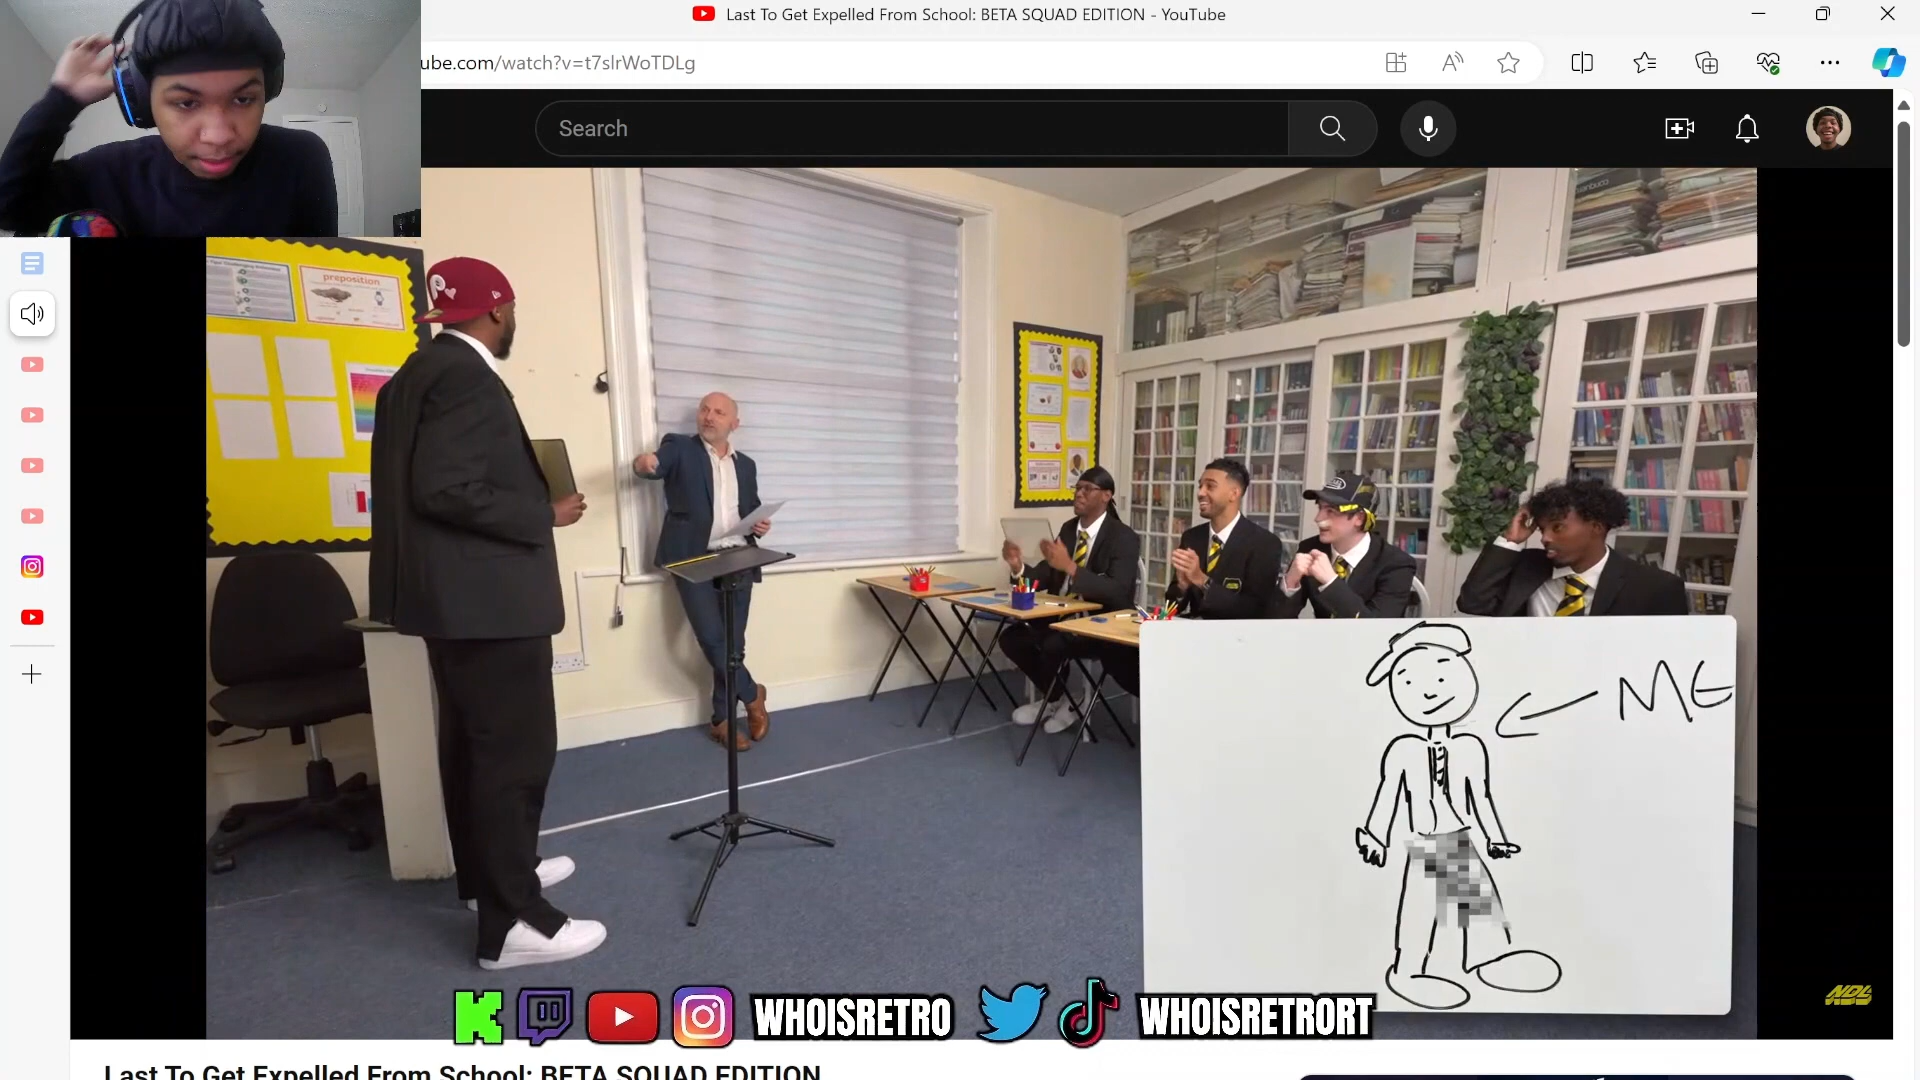 Last To Get Expelled From School: BETA SQUAD EDITION - YouTube
ube.com/watch?v=t7slrWoTDLg
Search
preposition
ME
NDL
WHOISRETRO
WHOISRETRORT
Last To Get Expelled From School: BETA SQUAD EDITION